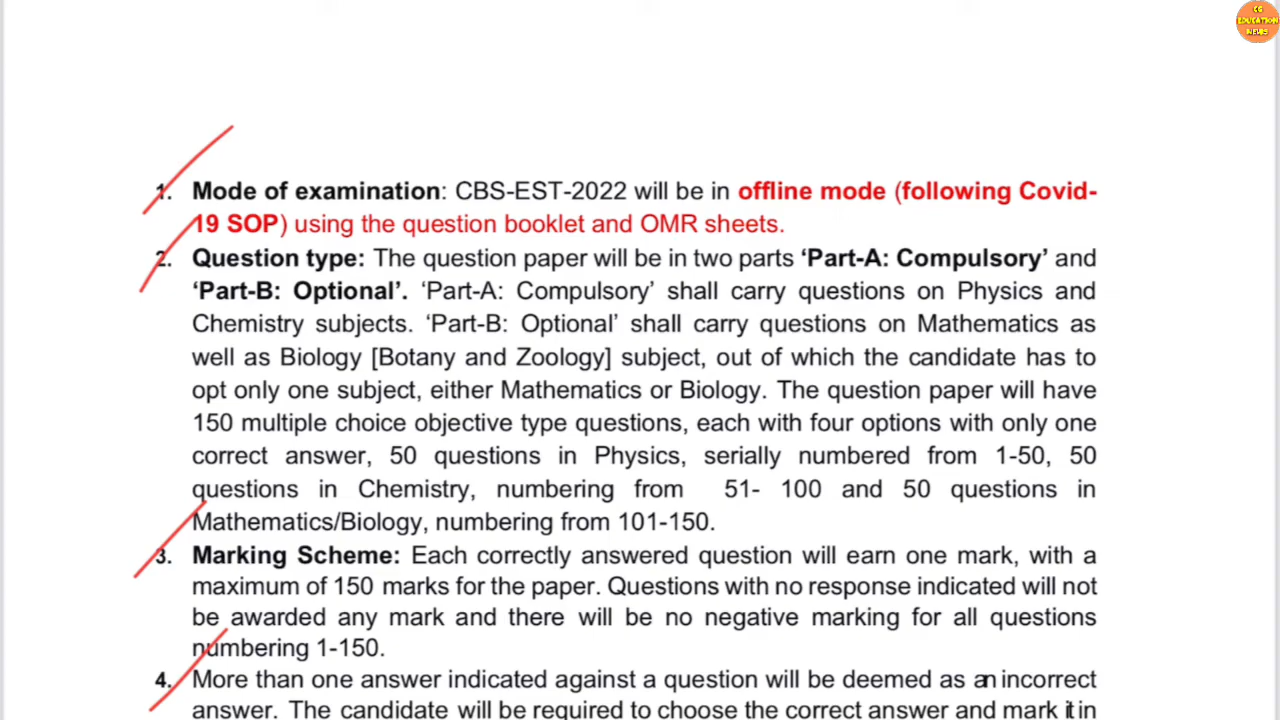 CG
EDUCATION
NEWS
1. Mode of examination: CBS-EST-2022 will be in offline mode (following Covid-
19 SOP) using the question booklet and OMR sheets.
2. Question type: The question paper will be in two parts ‘Part-A: Compulsory’ and
‘Part-B: Optional’. ‘Part-A: Compulsory’ shall carry questions on Physics and
Chemistry subjects. ‘Part-B: Optional’ shall carry questions on Mathematics as
well as Biology [Botany and Zoology] subject, out of which the candidate has to
opt only one subject, either Mathematics or Biology. The question paper will have
150 multiple choice objective type questions, each with four options with only one
correct answer, 50 questions in Physics, serially numbered from 1-50, 50
questions in Chemistry, numbering from 51- 100 and 50 questions in
Mathematics/Biology, numbering from 101-150.
3. Marking Scheme: Each correctly answered question will earn one mark, with a
maximum of 150 marks for the paper. Questions with no response indicated will not
be awarded any mark and there will be no negative marking for all questions
numbering 1-150.
4. More than one answer indicated against a question will be deemed as an incorrect
answer. The candidate will be required to choose the correct answer and mark it in